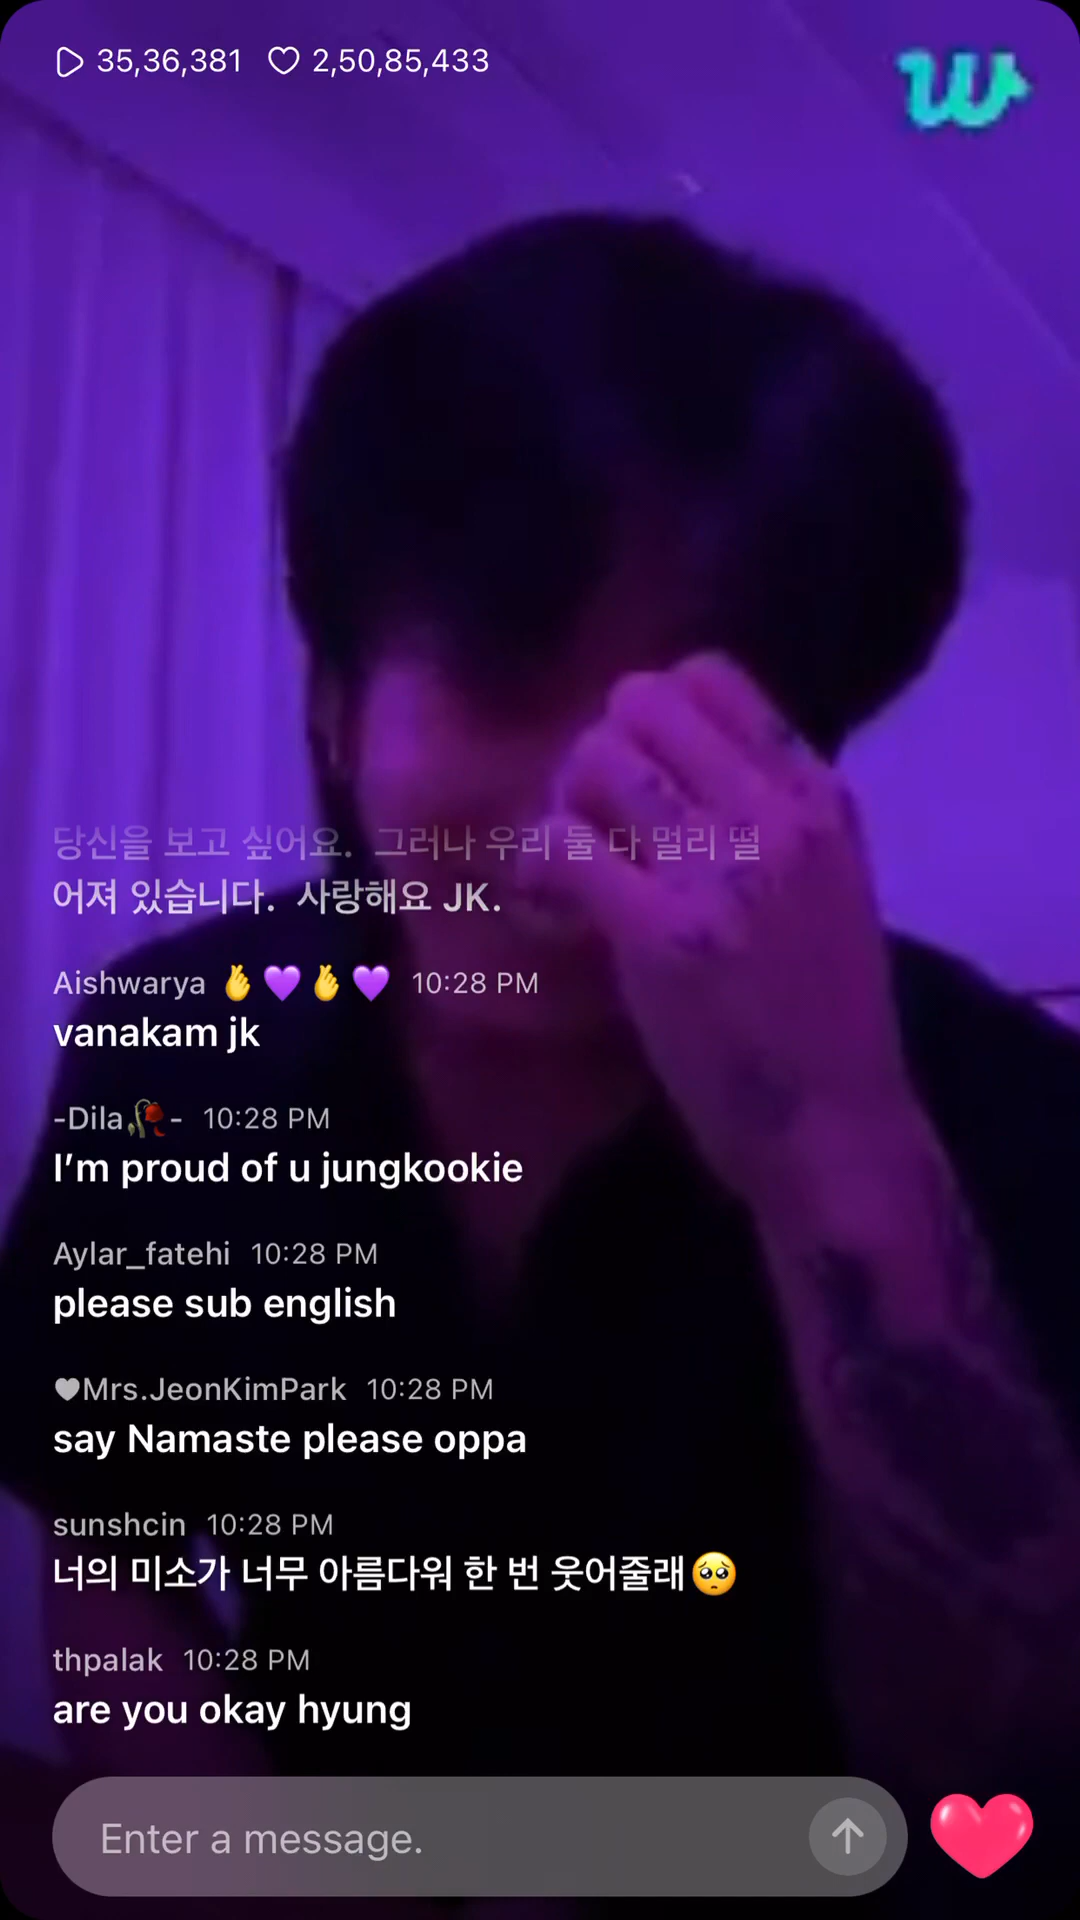 35,36,381 2,50,85,433
당신을 보고 싶어요. 그러나 우리 둘 다 멀리 떨
어져 있습니다. 사랑해요 JK.
Aishwarya 🫰💜🫰💜 10:28 PM
vanakam jk
-Dila🥀- 10:28 PM
I’m proud of u jungkookie
Aylar_fatehi 10:28 PM
please sub english
♥Mrs.JeonKimPark 10:28 PM
say Namaste please oppa
sunshcin 10:28 PM
너의 미소가 너무 아름다워 한 번 웃어줄래🥺
thpalak 10:28 PM
are you okay hyung
Enter a message.